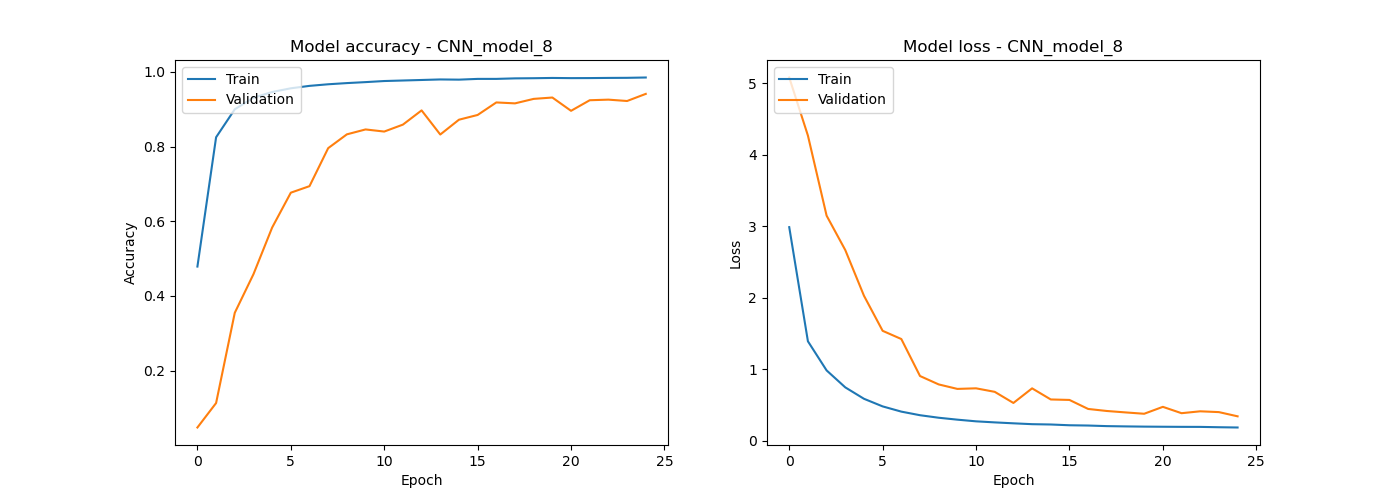 Model accuracy - CNN_model_8
Train
Validation
1.0
0.8
0.6
0.4
0.2
Accuracy
0 5 10 15 20 25
Epoch
Model loss - CNN_model_8
Train
Validation
5
4
3
2
1
0
Loss
0 5 10 15 20 25
Epoch